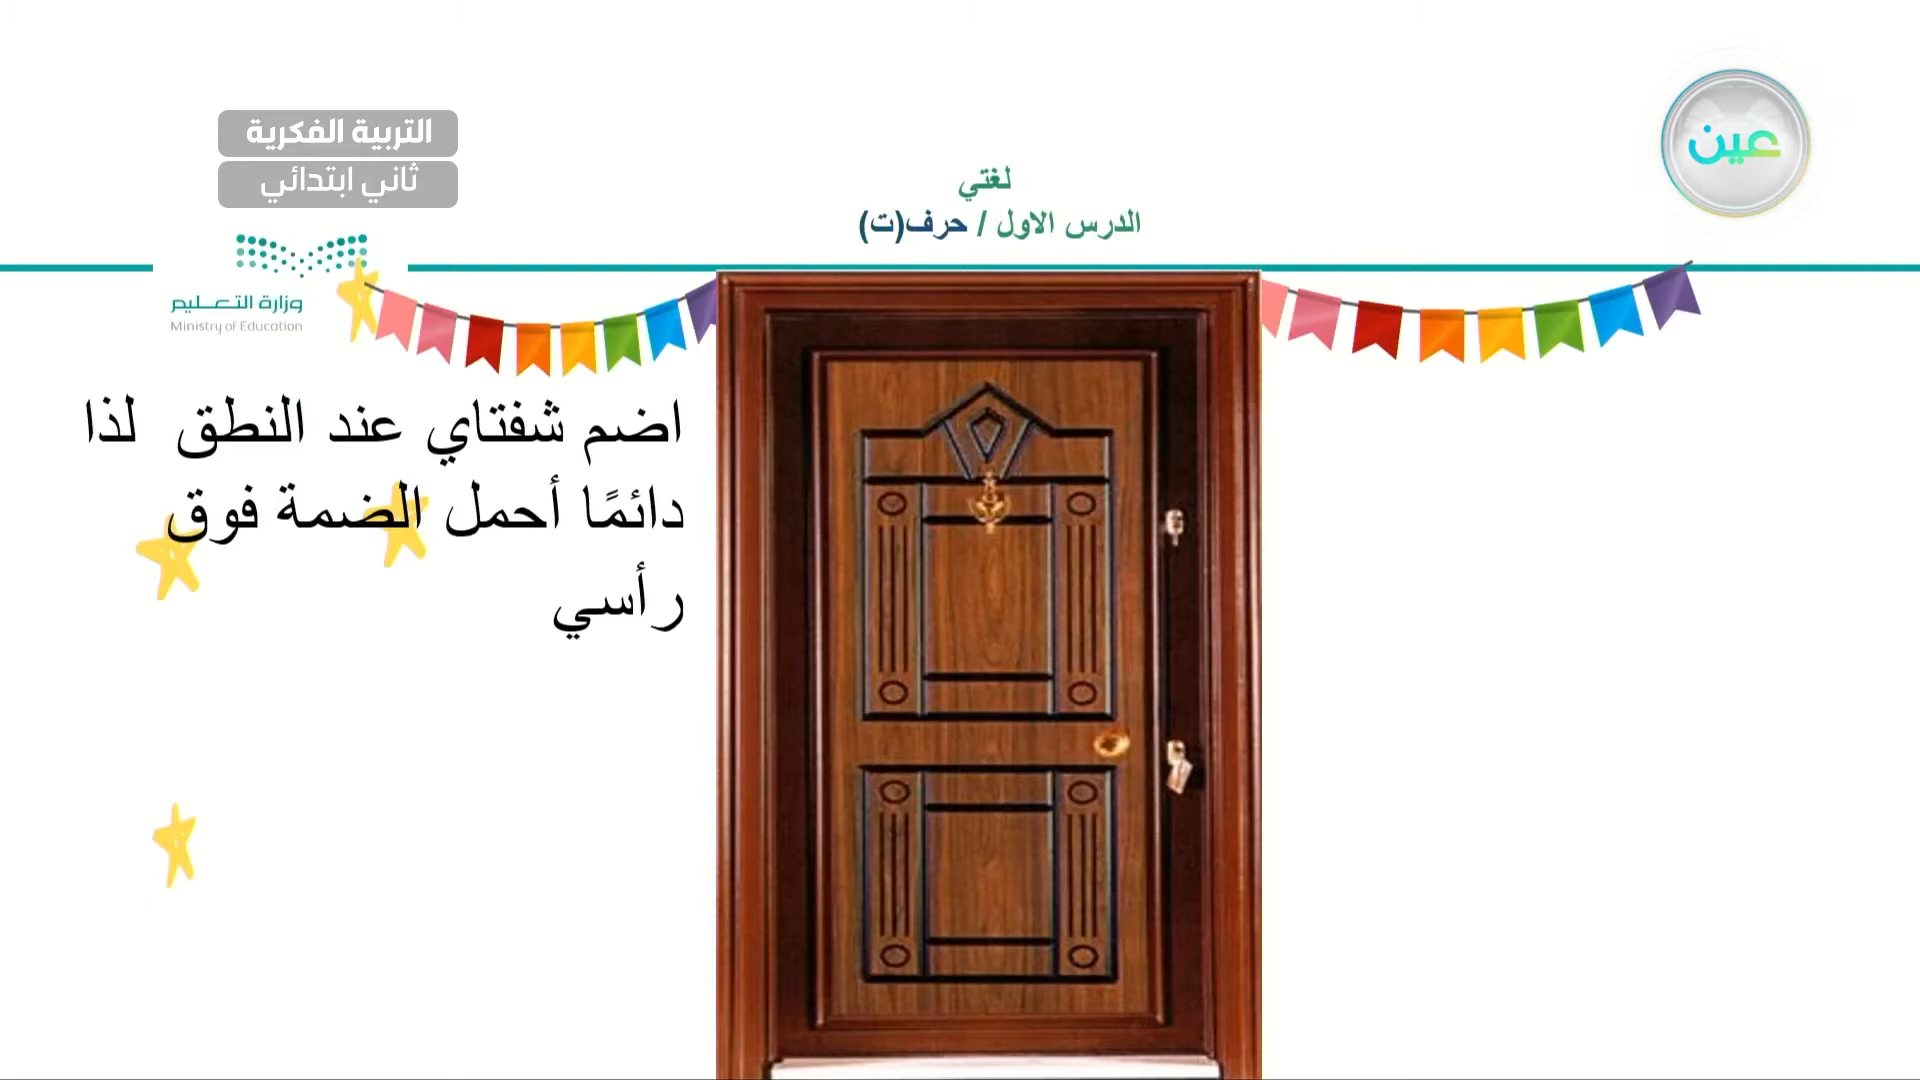 التربية الفكرية
ثاني ابتدائي
عين
لغتي
الدرس الاول / حرف(ت)
وزارة التعليم
Ministry of Education
اضم شفتاي عند النطق لذا
دائمًا أحمل الضمة فوق
رأسي